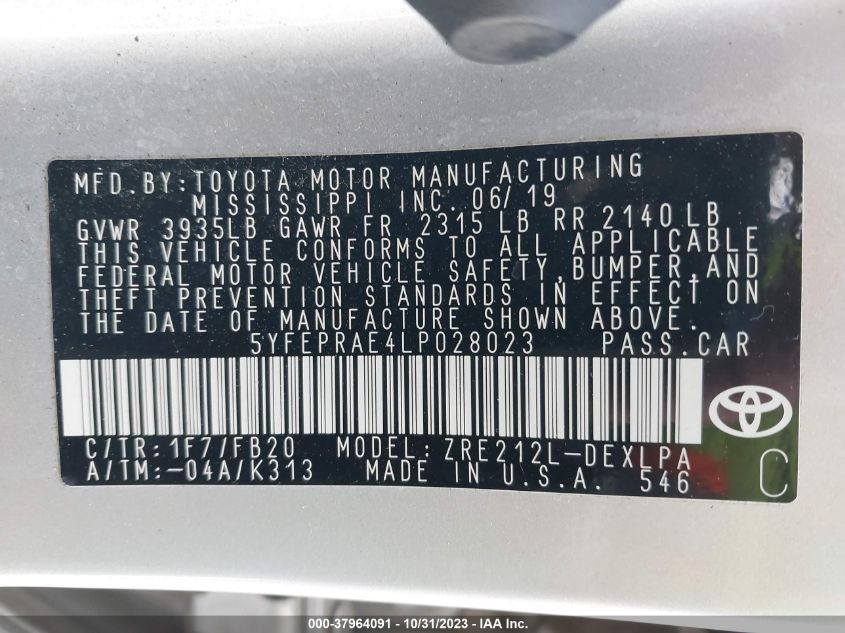 MFD. BY: TOYOTA MOTOR MANUFACTURING
MISSISSIPPI INC. 06/19
GVWR 3935LB GAWR FR 2315 LB RR 2140 LB
THIS VEHICLE CONFORMS TO ALL APPLICABLE
FEDERAL MOTOR VEHICLE SAFETY,BUMPER,AND
THEFT PREVENTION STANDARDS IN EFFECT ON
THE DATE OF MANUFACTURE SHOWN ABOVE.
5YFEPRAE4LP028023 PASS.CAR
C/TR: 1F7/FB20 MODEL: ZRE212L-DEXLPA
A/TM:-04A/K313 MADE IN U.S.A. 546 C
000-37964091 - 10/31/2023 - IAA Inc.